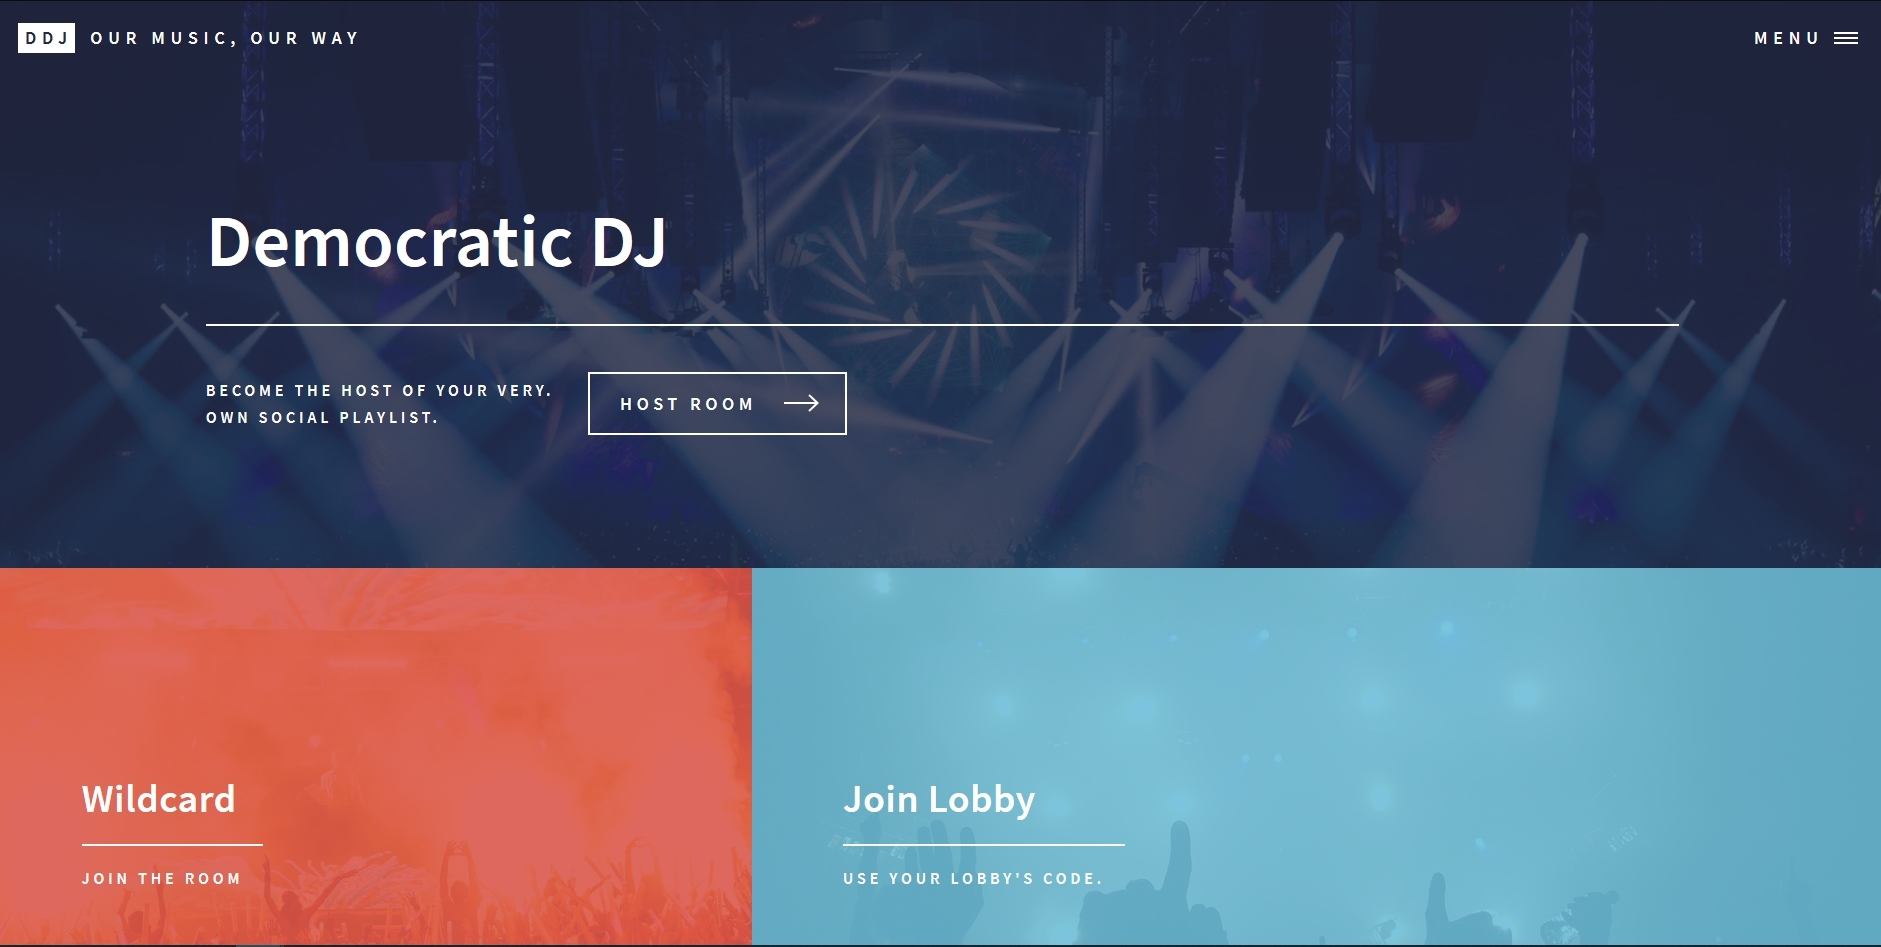 DDJ OUR MUSIC, OUR WAY
MENU
Democratic DJ
BECOME THE HOST OF YOUR VERY.
OWN SOCIAL PLAYLIST.
HOST ROOM
Wildcard
JOIN THE ROOM
Join Lobby
USE YOUR LOBBY'S CODE.